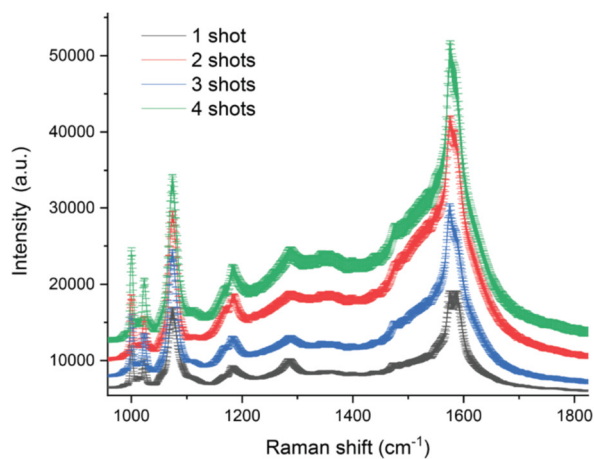 1 shot
2 shots
3 shots
4 shots
50000
40000
30000
20000
10000
Intensity (a.u.)
1000 1200 1400 1600 1800
Raman shift (cm⁻¹)